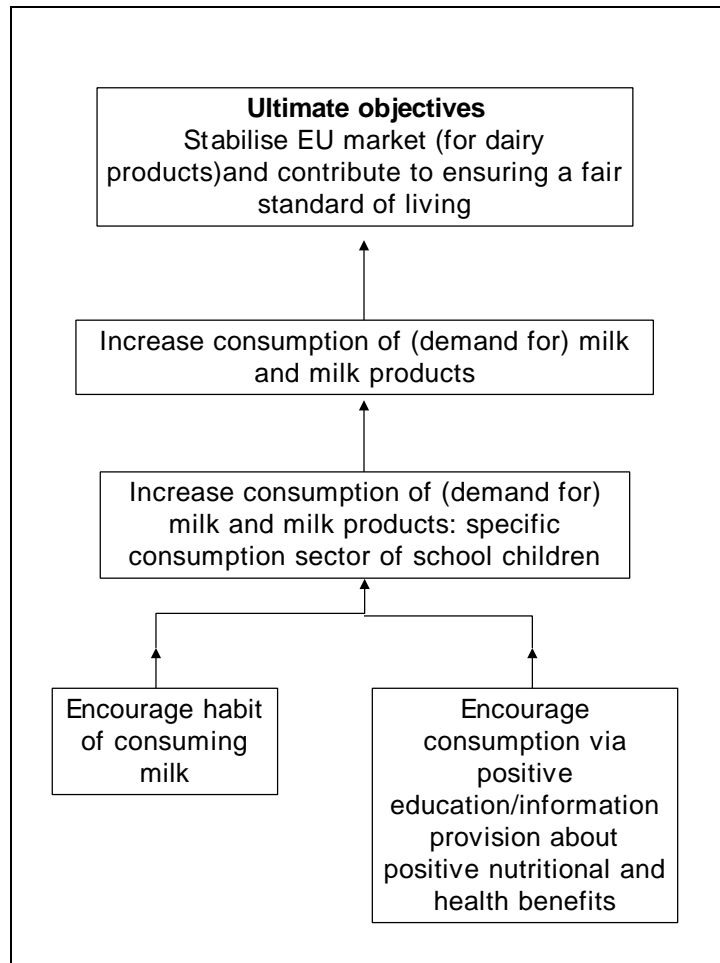 Ultimate objectives
Stabilise EU market (for dairy
products)and contribute to ensuring a fair
standard of living
Increase consumption of (demand for) milk
and milk products
Increase consumption of (demand for)
milk and milk products: specific
consumption sector of school children
Encourage habit
of consuming
milk
Encourage
consumption via
positive
education/information
provision about
positive nutritional and
health benefits